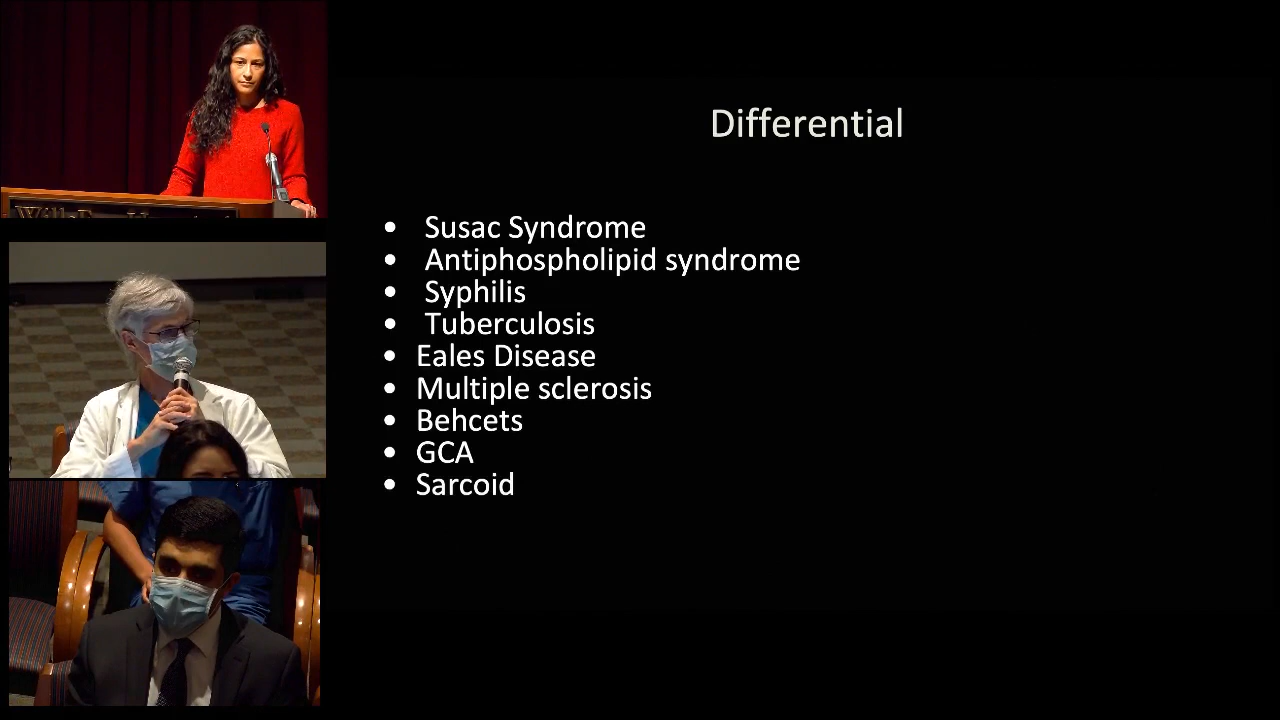 Differential
• Susac Syndrome
• Antiphospholipid syndrome
• Syphilis
• Tuberculosis
• Eales Disease
• Multiple sclerosis
• Behcets
• GCA
• Sarcoid